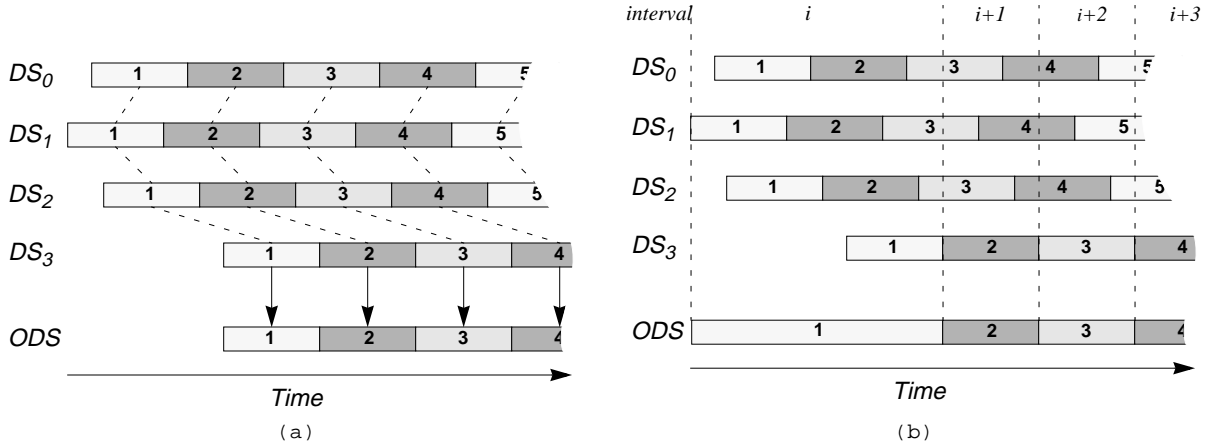 DS0 1 2 3 4 5
DS1 1 2 3 4 5
DS2 1 2 3 4 5
DS3 1 2 3 4
ODS 1 2 3 4
Time
(a)
interval i i+1 i+2 i+3
DS0 1 2 3 4 5
DS1 1 2 3 4 5
DS2 1 2 3 4 5
DS3 1 2 3 4
ODS 1 2 3 4
Time
(b)